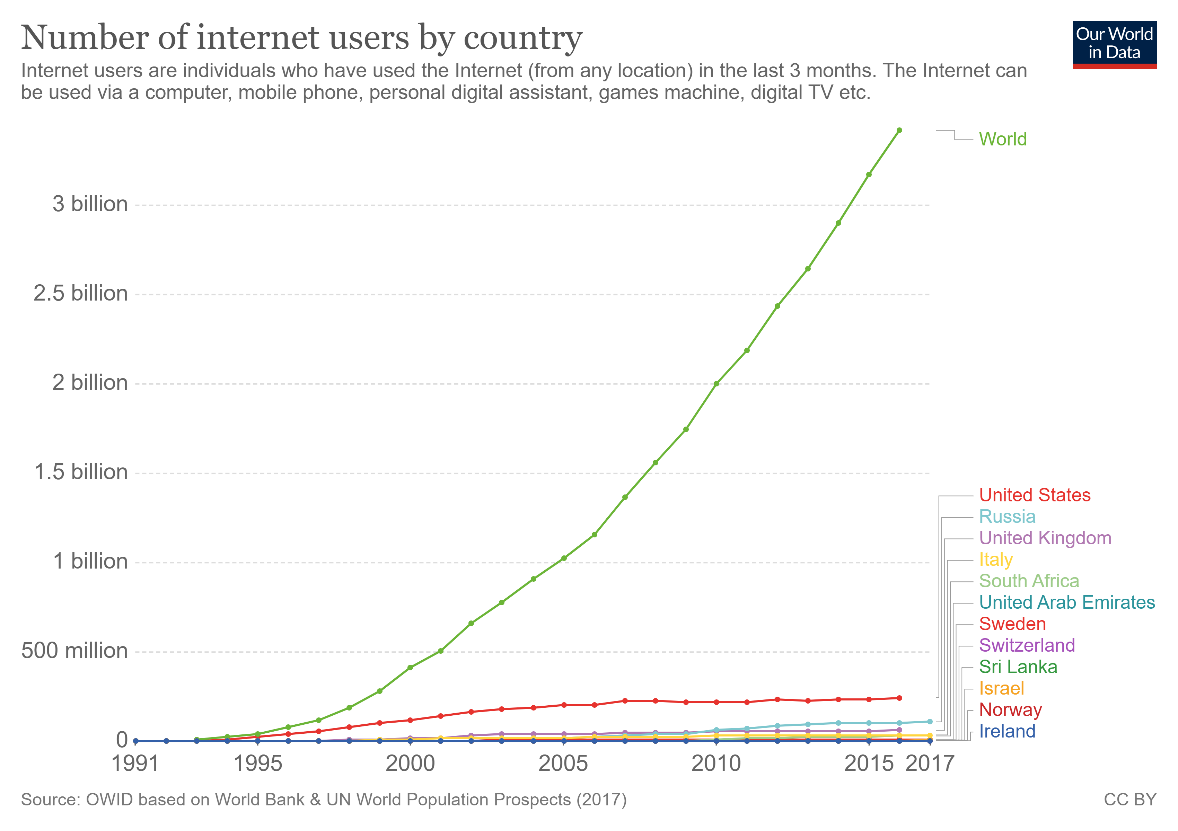 Number of internet users by country
Our World
in Data
Internet users are individuals who have used the Internet (from any location) in the last 3 months. The Internet can
be used via a computer, mobile phone, personal digital assistant, games machine, digital TV etc.
World
3 billion
2.5 billion
2 billion
1.5 billion
1 billion
500 million
0
United States
Russia
United Kingdom
Italy
South Africa
United Arab Emirates
Sweden
Switzerland
Sri Lanka
Israel
Norway
Ireland
1991 1995 2000 2005 2010 2015 2017
Source: OWID based on World Bank & UN World Population Prospects (2017)
CC BY